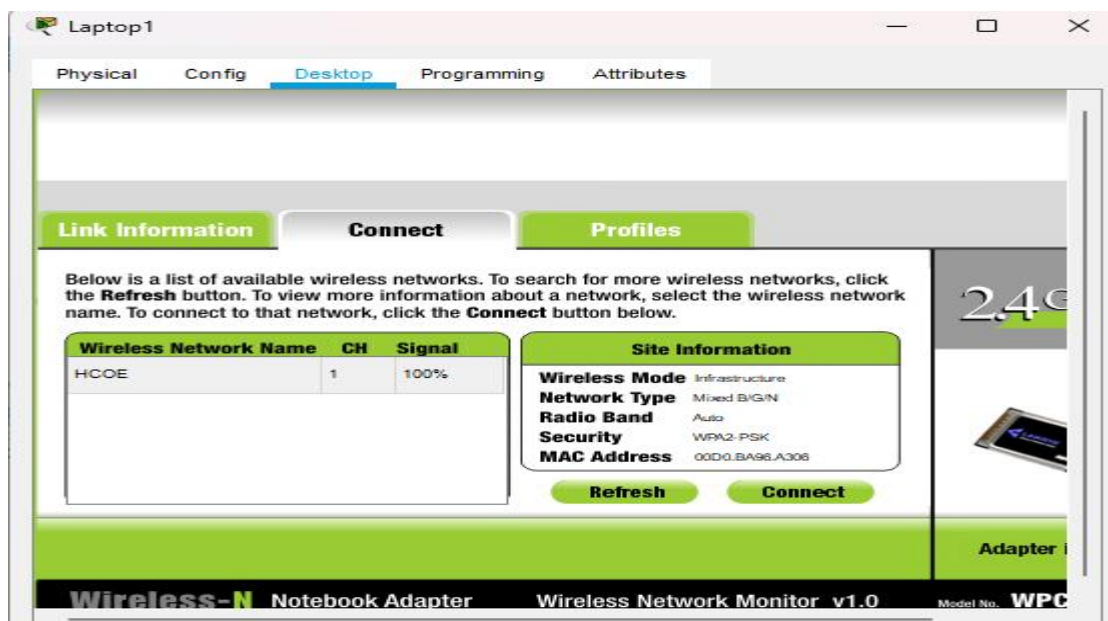 Laptop1
Physical Config Desktop Programming Attributes
Link Information Connect Profiles
Below is a list of available wireless networks. To search for more wireless networks, click
the Refresh button. To view more information about a network, select the wireless network
name. To connect to that network, click the Connect button below.
Wireless Network Name CH Signal
HCOE 1 100%
Site Information
Wireless Mode Infrastructure
Network Type Mixed B/G/N
Radio Band Auto
Security WPA2-PSK
MAC Address 00D0.BA96.A306
Refresh Connect
2.4G
Adapter i
Wireless-N Notebook Adapter Wireless Network Monitor v1.0 Model No. WPC